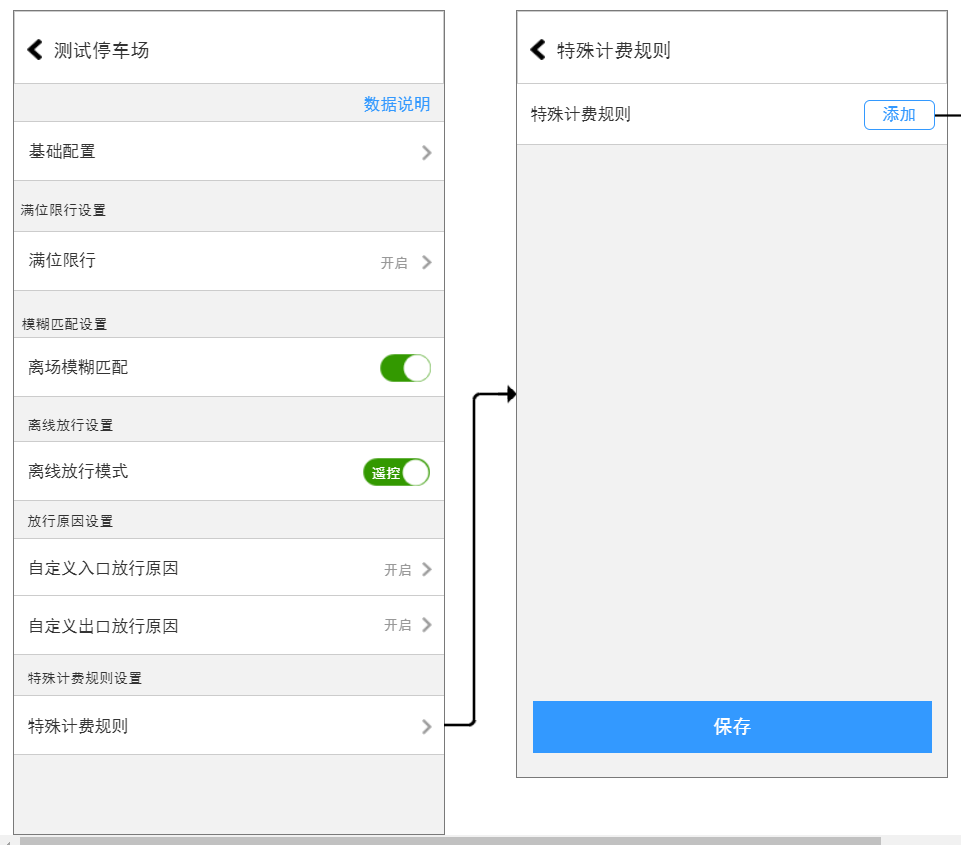 测试停车场
数据说明
基础配置
满位限行设置
满位限行 开启
模糊匹配设置
离场模糊匹配
离线放行设置
离线放行模式 遥控
放行原因设置
自定义入口放行原因 开启
自定义出口放行原因 开启
特殊计费规则设置
特殊计费规则
特殊计费规则
特殊计费规则 添加
保存